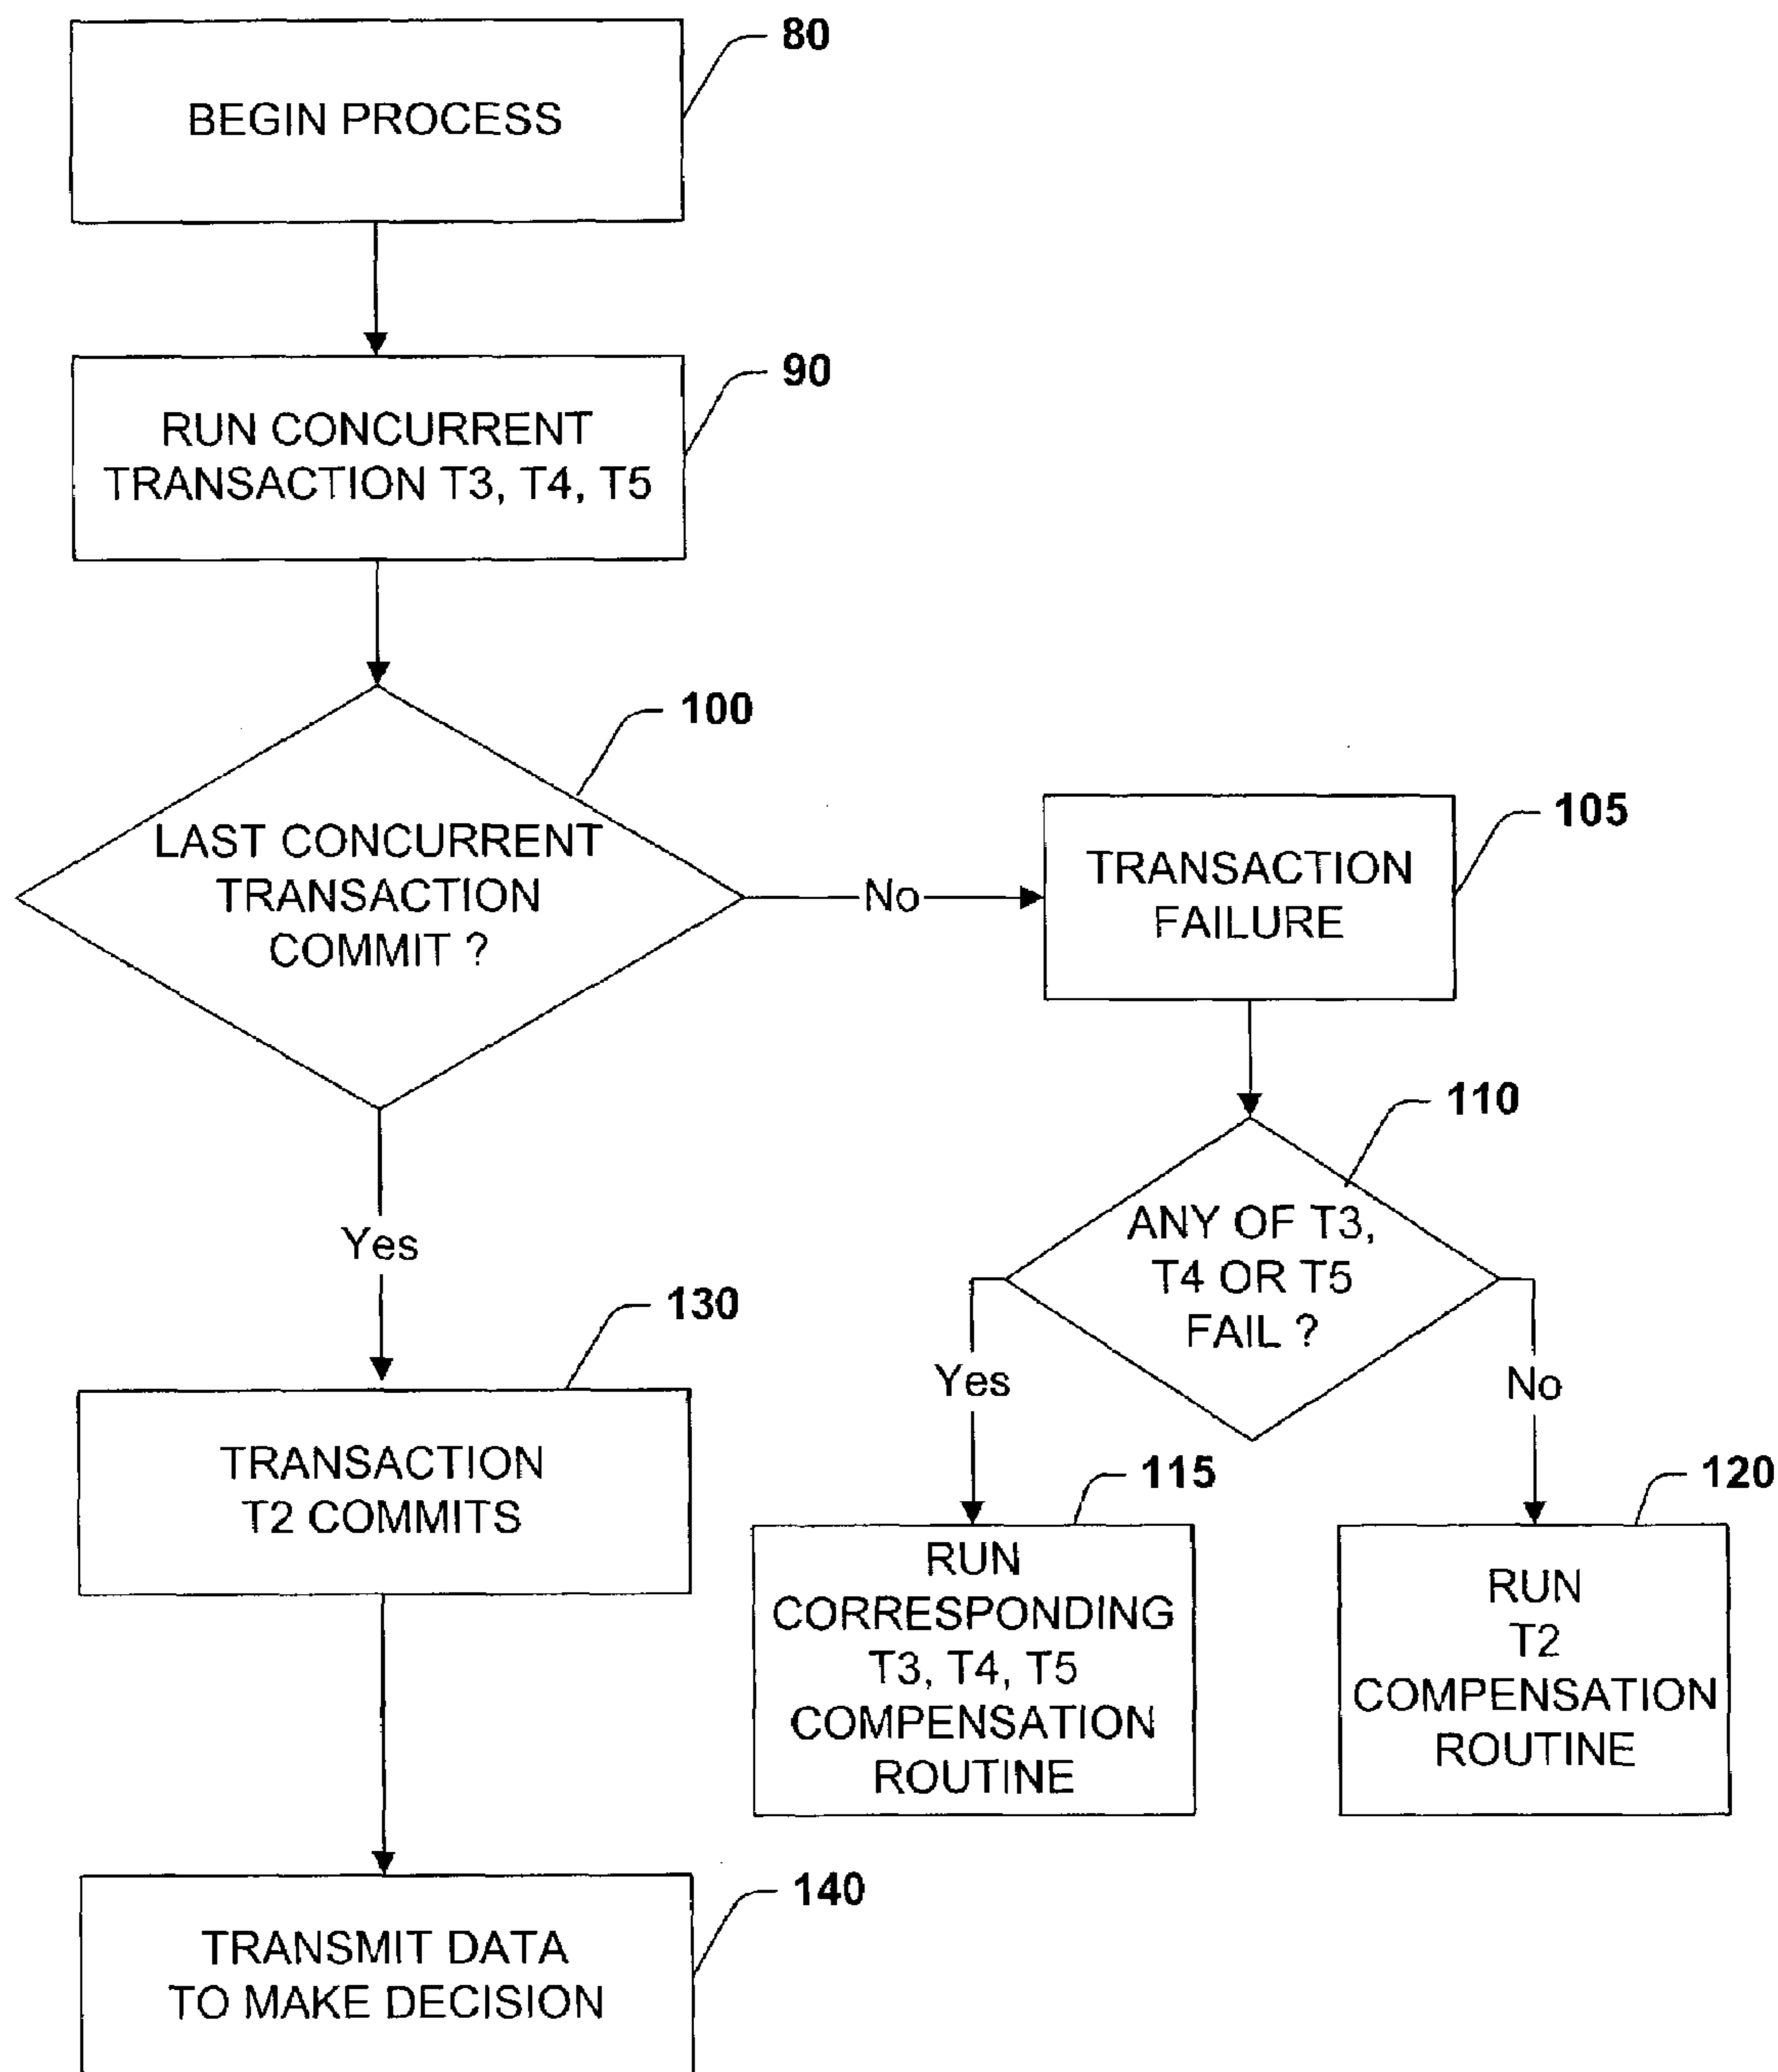 80
BEGIN PROCESS
90
RUN CONCURRENT
TRANSACTION T3, T4, T5
100
LAST CONCURRENT
TRANSACTION
COMMIT ?
No
105
TRANSACTION
FAILURE
110
ANY OF T3,
T4 OR T5
FAIL ?
Yes
No
115
RUN
CORRESPONDING
T3, T4, T5
COMPENSATION
ROUTINE
120
RUN
T2
COMPENSATION
ROUTINE
Yes
130
TRANSACTION
T2 COMMITS
140
TRANSMIT DATA
TO MAKE DECISION